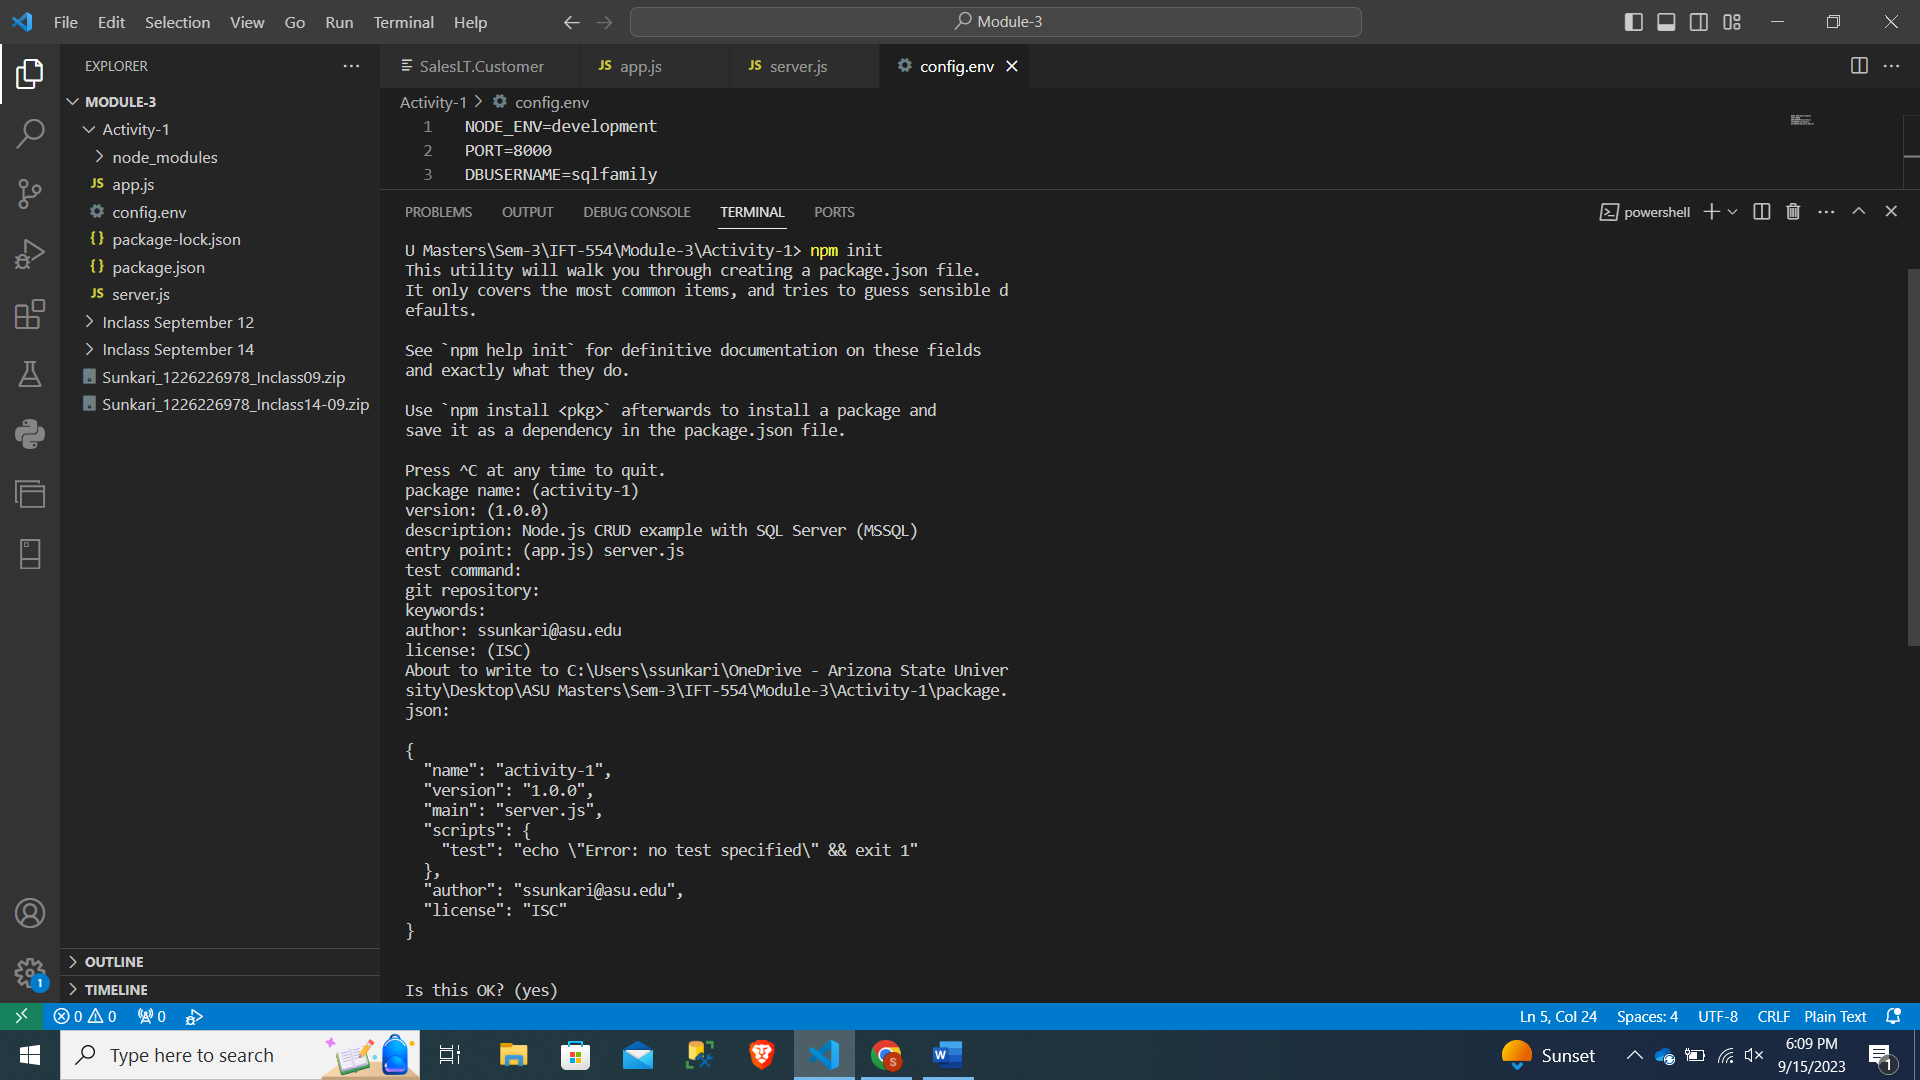 File Edit Selection View Go Run Terminal Help
Module-3
EXPLORER
MODULE-3
Activity-1
node_modules
JS app.js
config.env
{} package-lock.json
{} package.json
JS server.js
Inclass September 12
Inclass September 14
Sunkari_1226226978_Inclass09.zip
Sunkari_1226226978_Inclass14-09.zip
OUTLINE
TIMELINE
SalesLT.Customer
JS app.js
JS server.js
config.env
Activity-1 > config.env
1 NODE_ENV=development
2 PORT=8000
3 DBUSERNAME=sqlfamily
PROBLEMS OUTPUT DEBUG CONSOLE TERMINAL PORTS
powershell
U Masters\Sem-3\IFT-554\Module-3\Activity-1> npm init
This utility will walk you through creating a package.json file.
It only covers the most common items, and tries to guess sensible d
efaults.
See `npm help init` for definitive documentation on these fields
and exactly what they do.
Use `npm install <pkg>` afterwards to install a package and
save it as a dependency in the package.json file.
Press ^C at any time to quit.
package name: (activity-1)
version: (1.0.0)
description: Node.js CRUD example with SQL Server (MSSQL)
entry point: (app.js) server.js
test command:
git repository:
keywords:
author: ssunkari@asu.edu
license: (ISC)
About to write to C:\Users\ssunkari\OneDrive - Arizona State Univer
sity\Desktop\ASU Masters\Sem-3\IFT-554\Module-3\Activity-1\package.
json:
{
"name": "activity-1",
"version": "1.0.0",
"main": "server.js",
"scripts": {
"test": "echo \"Error: no test specified\" && exit 1"
},
"author": "ssunkari@asu.edu",
"license": "ISC"
}
Is this OK? (yes)
1
0 0 0
Ln 5, Col 24 Spaces: 4 UTF-8 CRLF Plain Text
Type here to search
Sunset
6:09 PM
9/15/2023
1